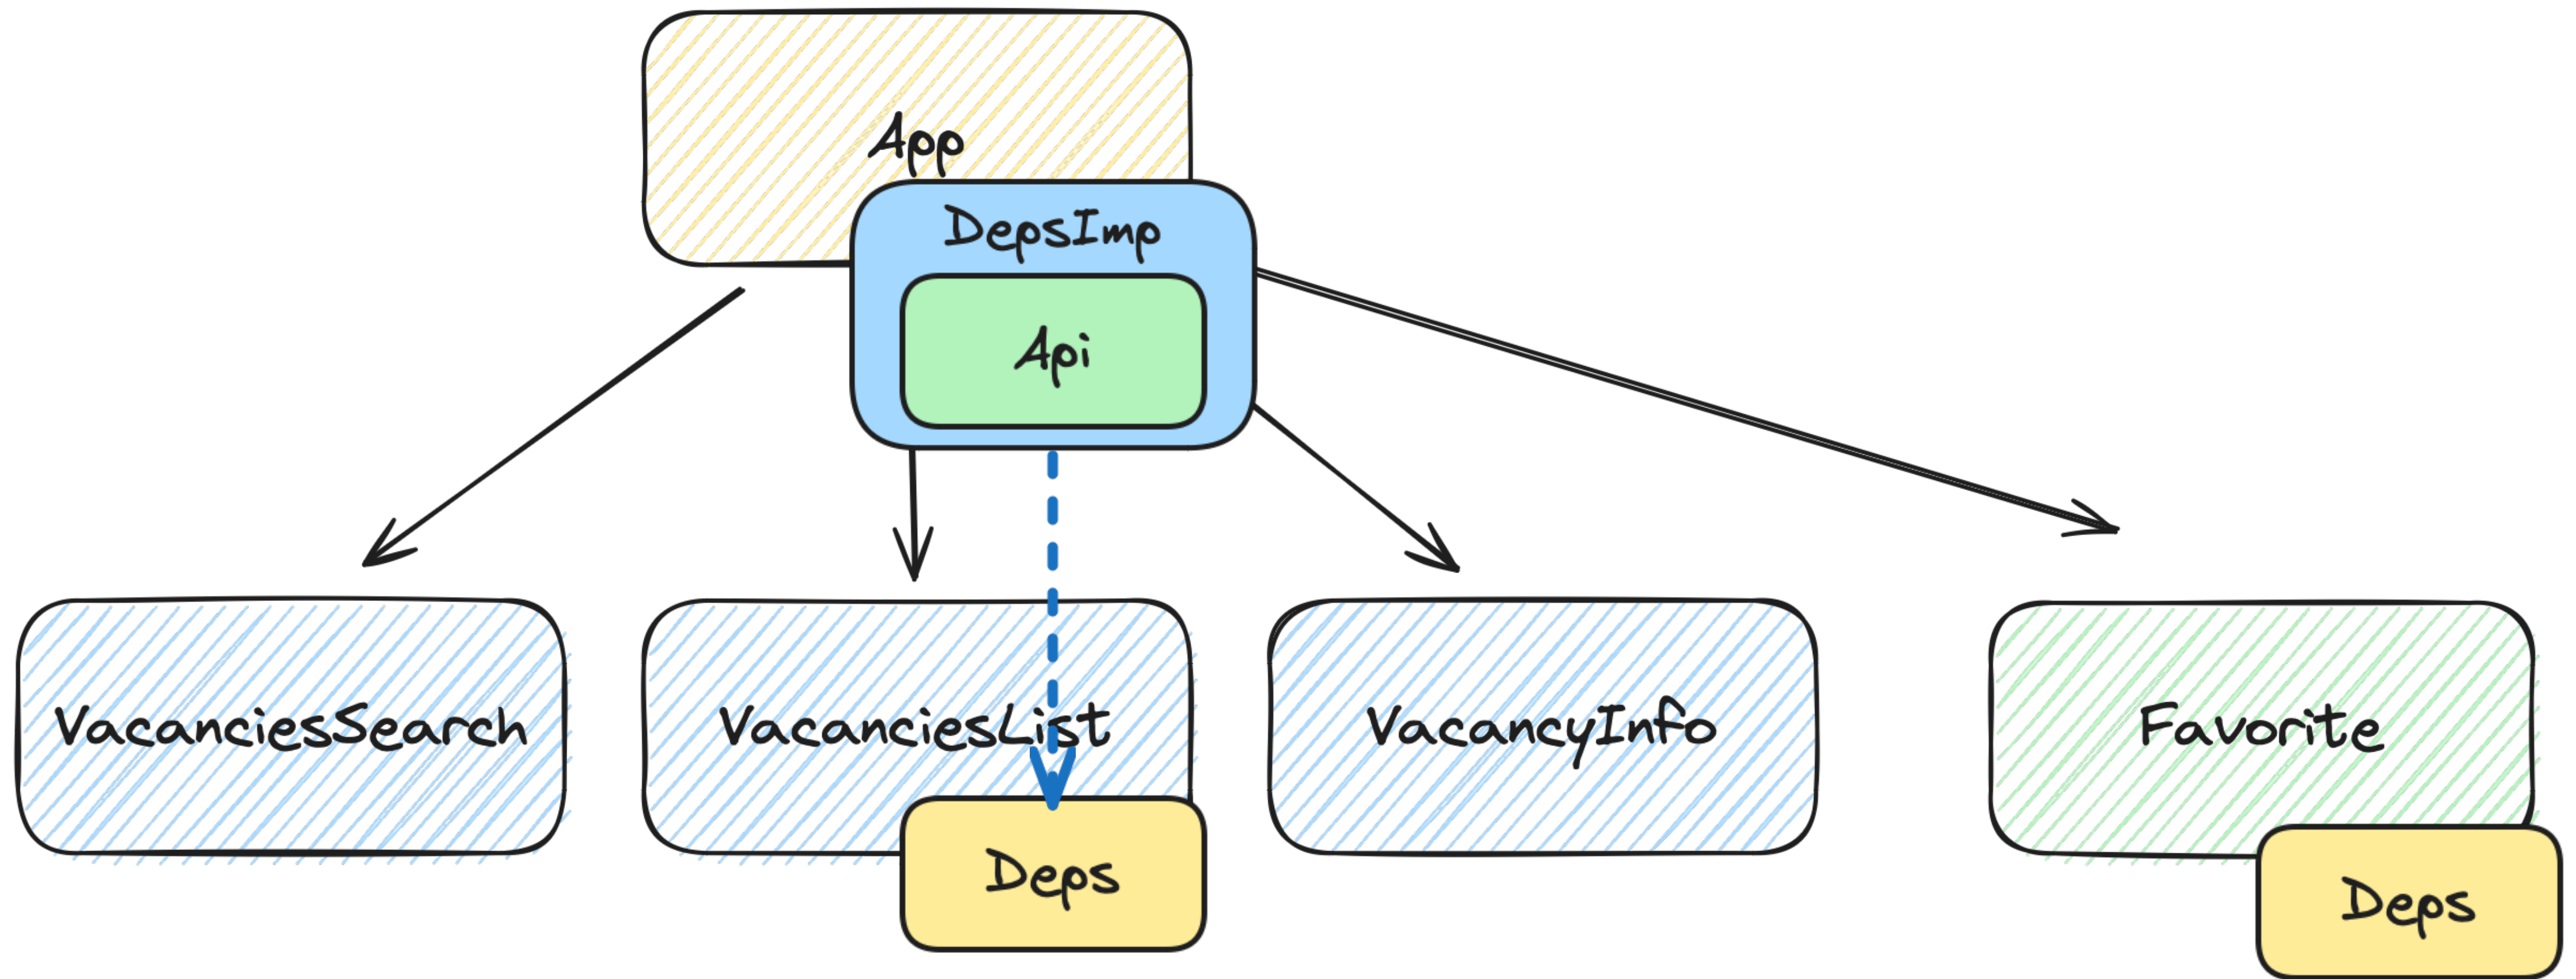 App
DepsImp
Api
VacanciesSearch
VacanciesList
VacancyInfo
Favorite
Deps
Deps